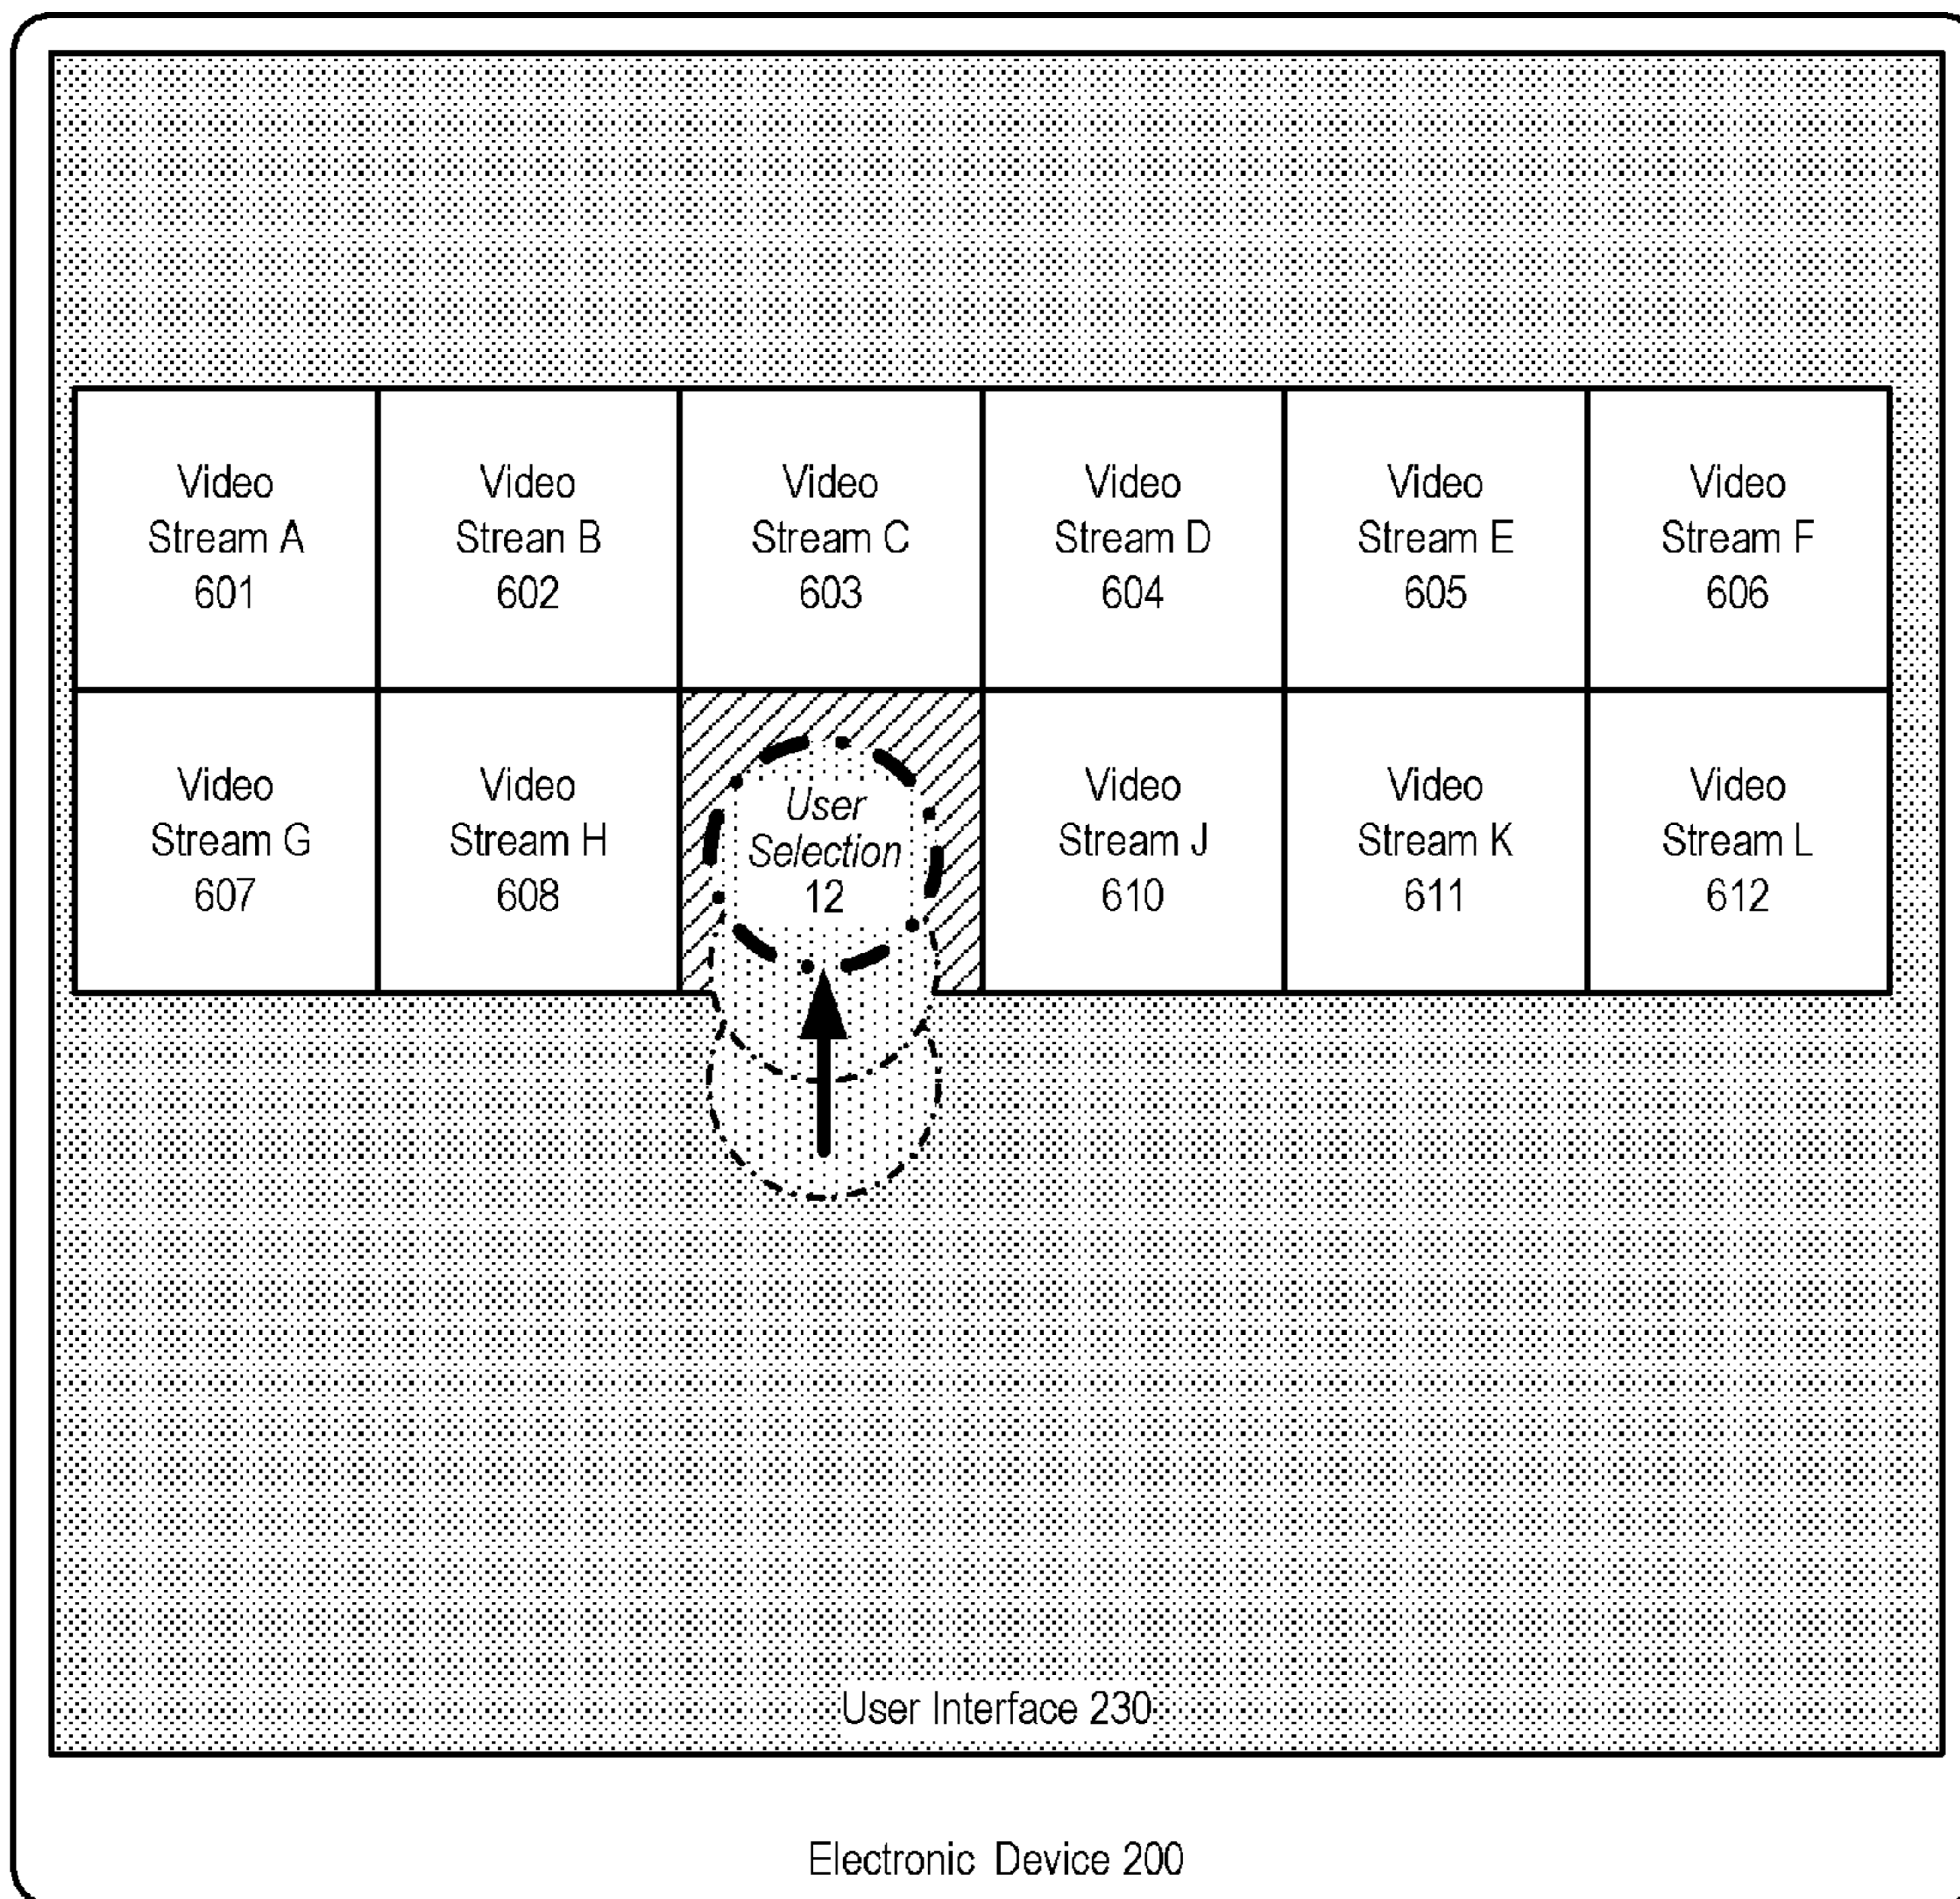 Video
Stream A
601
Video
Strean B
602
Video
Stream C
603
Video
Stream D
604
Video
Stream E
605
Video
Stream F
606
Video
Stream G
607
Video
Stream H
608
User
Selection
12
Video
Stream J
610
Video
Stream K
611
Video
Stream L
612
User Interface 230
Electronic Device 200